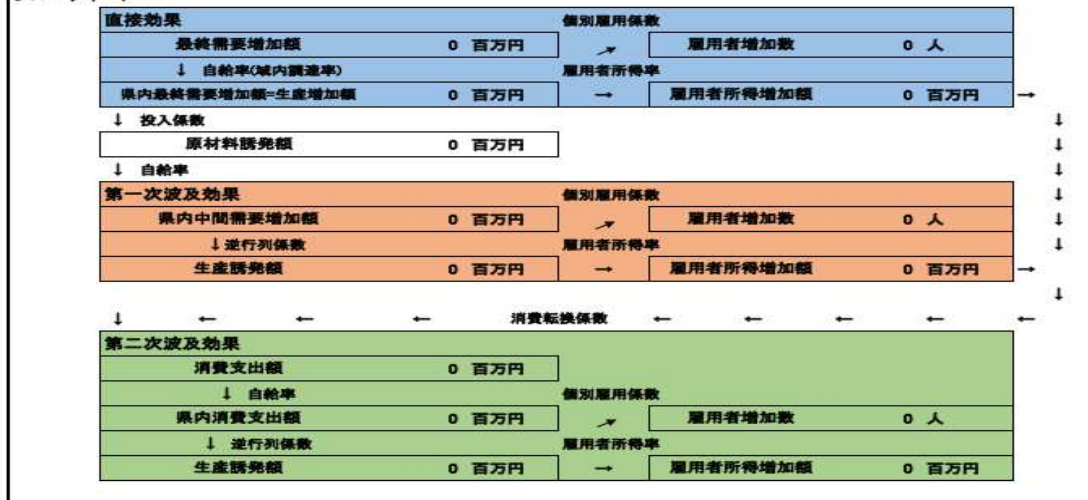 直接効果 個別雇用係数
最終需要増加額 0 百万円 ↗ 雇用者増加数 0 人
↓ 自給率(域内調達率) 雇用者所得率
県内最終需要増加額=生産増加額 0 百万円 → 雇用者所得増加額 0 百万円 →
↓ 投入係数 ↓
原材料誘発額 0 百万円 ↓
↓ 自給率 ↓
第一次波及効果 個別雇用係数 ↓
県内中間需要増加額 0 百万円 ↗ 雇用者増加数 0 人 ↓
↓逆行列係数 雇用者所得率 ↓
生産誘発額 0 百万円 → 雇用者所得増加額 0 百万円 →
↓
↓ ← ← ← 消費転換係数 ← ← ← ← ←
第二次波及効果
消費支出額 0 百万円
↓ 自給率 個別雇用係数
県内消費支出額 0 百万円 ↗ 雇用者増加数 0 人
↓ 逆行列係数 雇用者所得率
生産誘発額 0 百万円 → 雇用者所得増加額 0 百万円